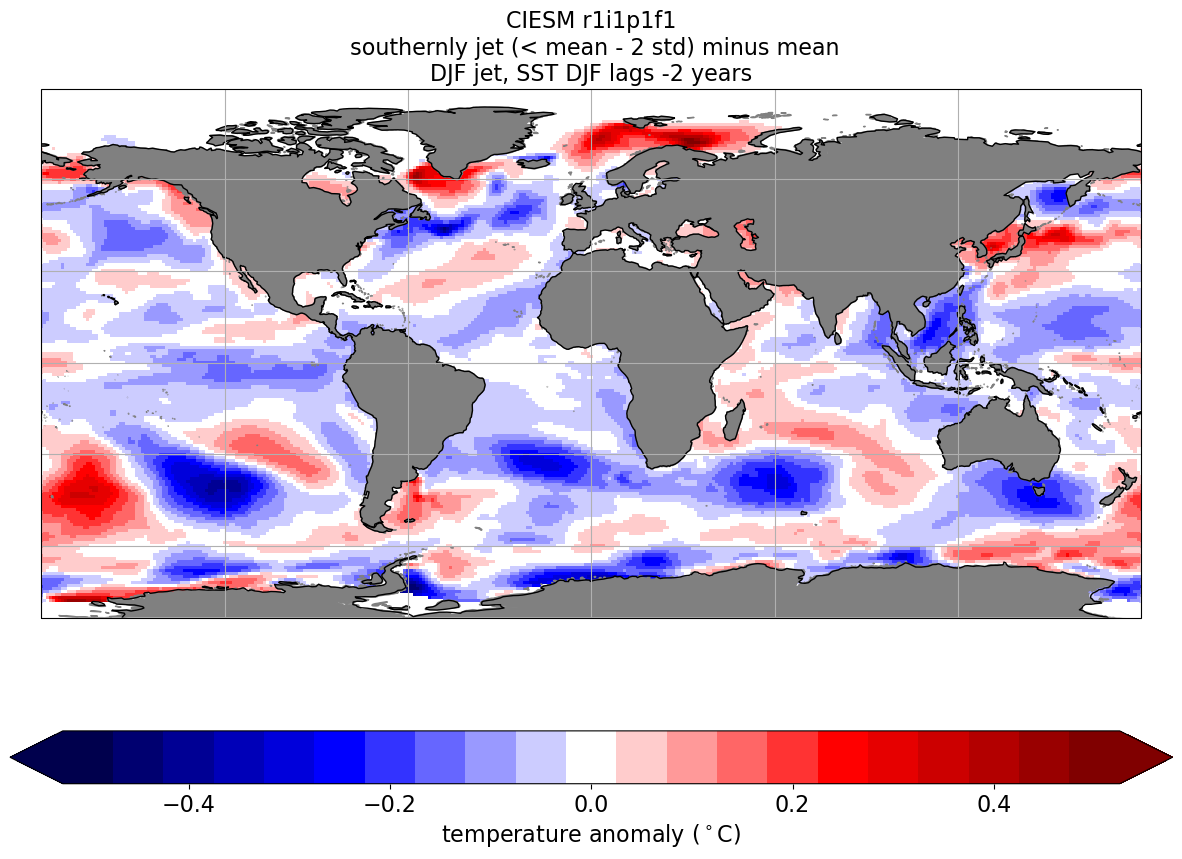 CIESM r1i1p1f1
southernly jet (< mean - 2 std) minus mean
DJF jet, SST DJF lags -2 years
−0.4 −0.2 0.0 0.2 0.4
temperature anomaly (∘C)